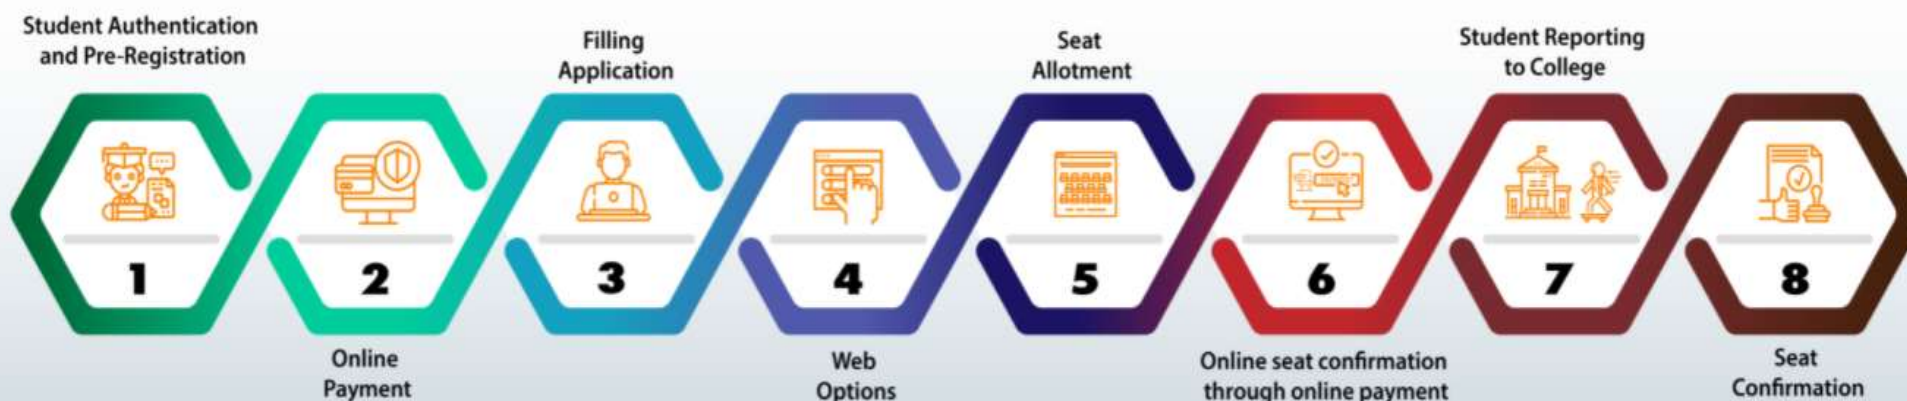 Student Authentication
and Pre-Registration
1
Online
Payment
2
Filling
Application
3
Web
Options
4
Seat
Allotment
5
Online seat confirmation
through online payment
6
Student Reporting
to College
7
Seat
Confirmation
8